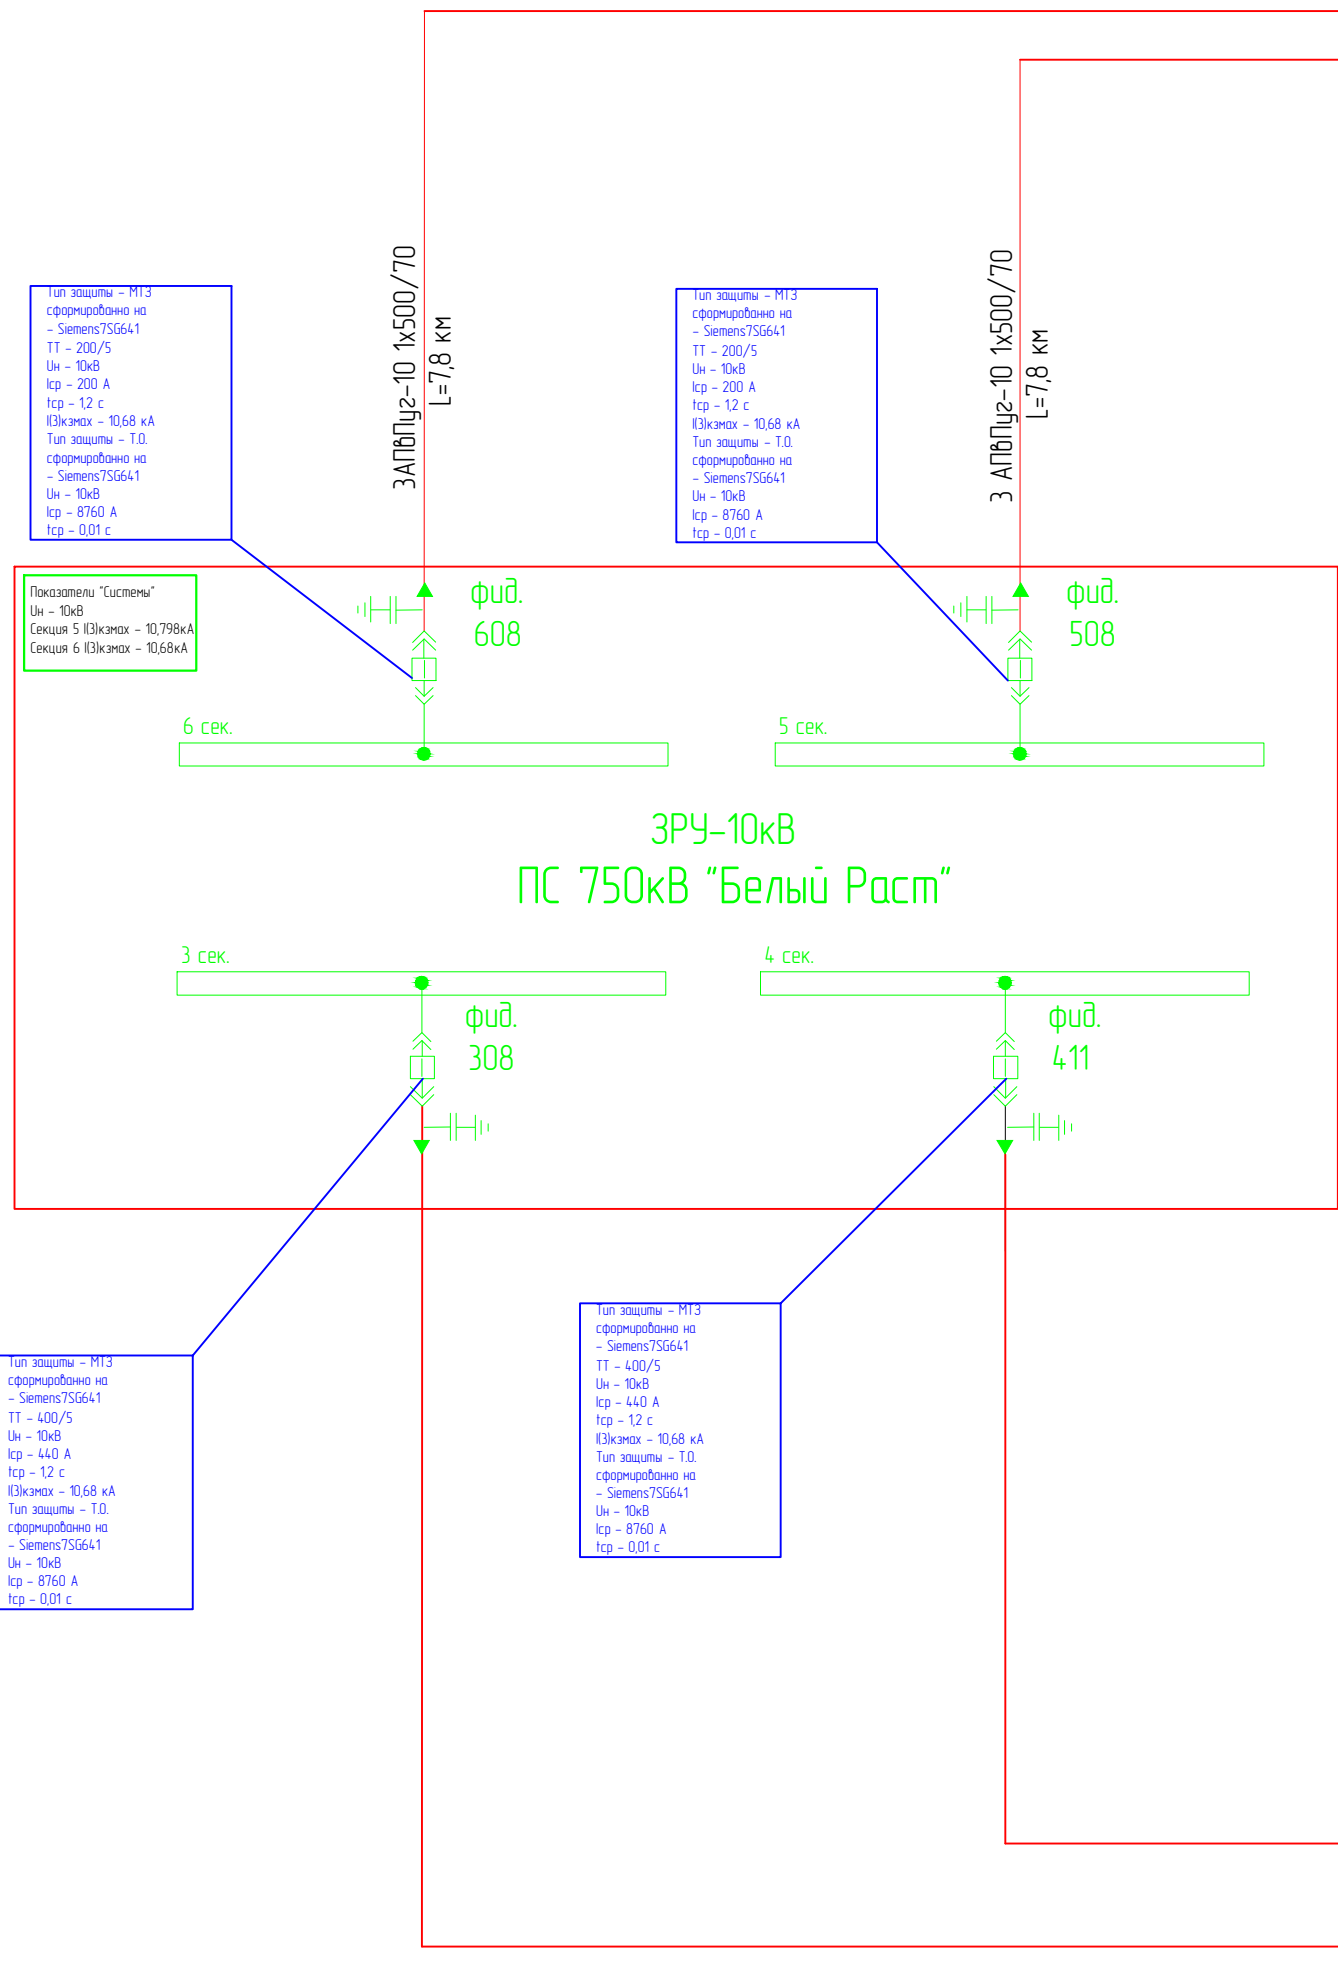 ЗАПвПуг-10 1х500/70
L=7,8 км
3 АПвПуг-10 1х500/70
L=7,8 км
Тип защиты - МТЗ
сформированно на
- Siemens7SG641
ТТ - 200/5
Uн - 10кВ
Iср - 200 А
tср - 1,2 с
I(3)кзмах - 10,68 кА
Тип защиты - Т.О.
сформированно на
- Siemens7SG641
Uн - 10кВ
Iср - 8760 А
tср - 0,01 с
Тип защиты - МТЗ
сформированно на
- Siemens7SG641
ТТ - 200/5
Uн - 10кВ
Iср - 200 А
tср - 1,2 с
I(3)кзмах - 10,68 кА
Тип защиты - Т.О.
сформированно на
- Siemens7SG641
Uн - 10кВ
Iср - 8760 А
tср - 0,01 с
Показатели "Системы"
Uн - 10кВ
Секция 5 I(3)кзмах - 10,798кА
Секция 6 I(3)кзмах - 10,68кА
фид.
608
фид.
508
6 сек.
5 сек.
ЗРУ-10кВ
ПС 750кВ "Белый Раст"
3 сек.
4 сек.
фид.
308
фид.
411
Тип защиты - МТЗ
сформированно на
- Siemens7SG641
ТТ - 400/5
Uн - 10кВ
Iср - 440 А
tср - 1,2 с
I(3)кзмах - 10,68 кА
Тип защиты - Т.О.
сформированно на
- Siemens7SG641
Uн - 10кВ
Iср - 8760 А
tср - 0,01 с
Тип защиты - МТЗ
сформированно на
- Siemens7SG641
ТТ - 400/5
Uн - 10кВ
Iср - 440 А
tср - 1,2 с
I(3)кзмах - 10,68 кА
Тип защиты - Т.О.
сформированно на
- Siemens7SG641
Uн - 10кВ
Iср - 8760 А
tср - 0,01 с